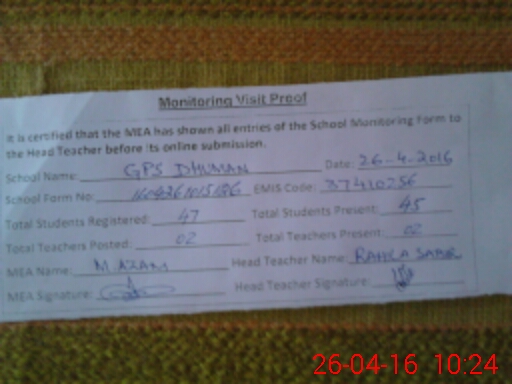 Monitoring Visit Proof
It is certified that the MEA has shown all entries of the School Monitoring Form to
the Head Teacher before its online submission.
School Name: GPS DHUMAN Date: 26-4-2016
School Form No: EMIS Code: 37410256
Total Students Registered: 47 Total Students Present: 45
Total Teachers Posted: 02 Total Teachers Present: 02
MEA Name: M AZAM Head Teacher Name: SABIR
MEA Signature: Head Teacher Signature:
26-04-16 10:24